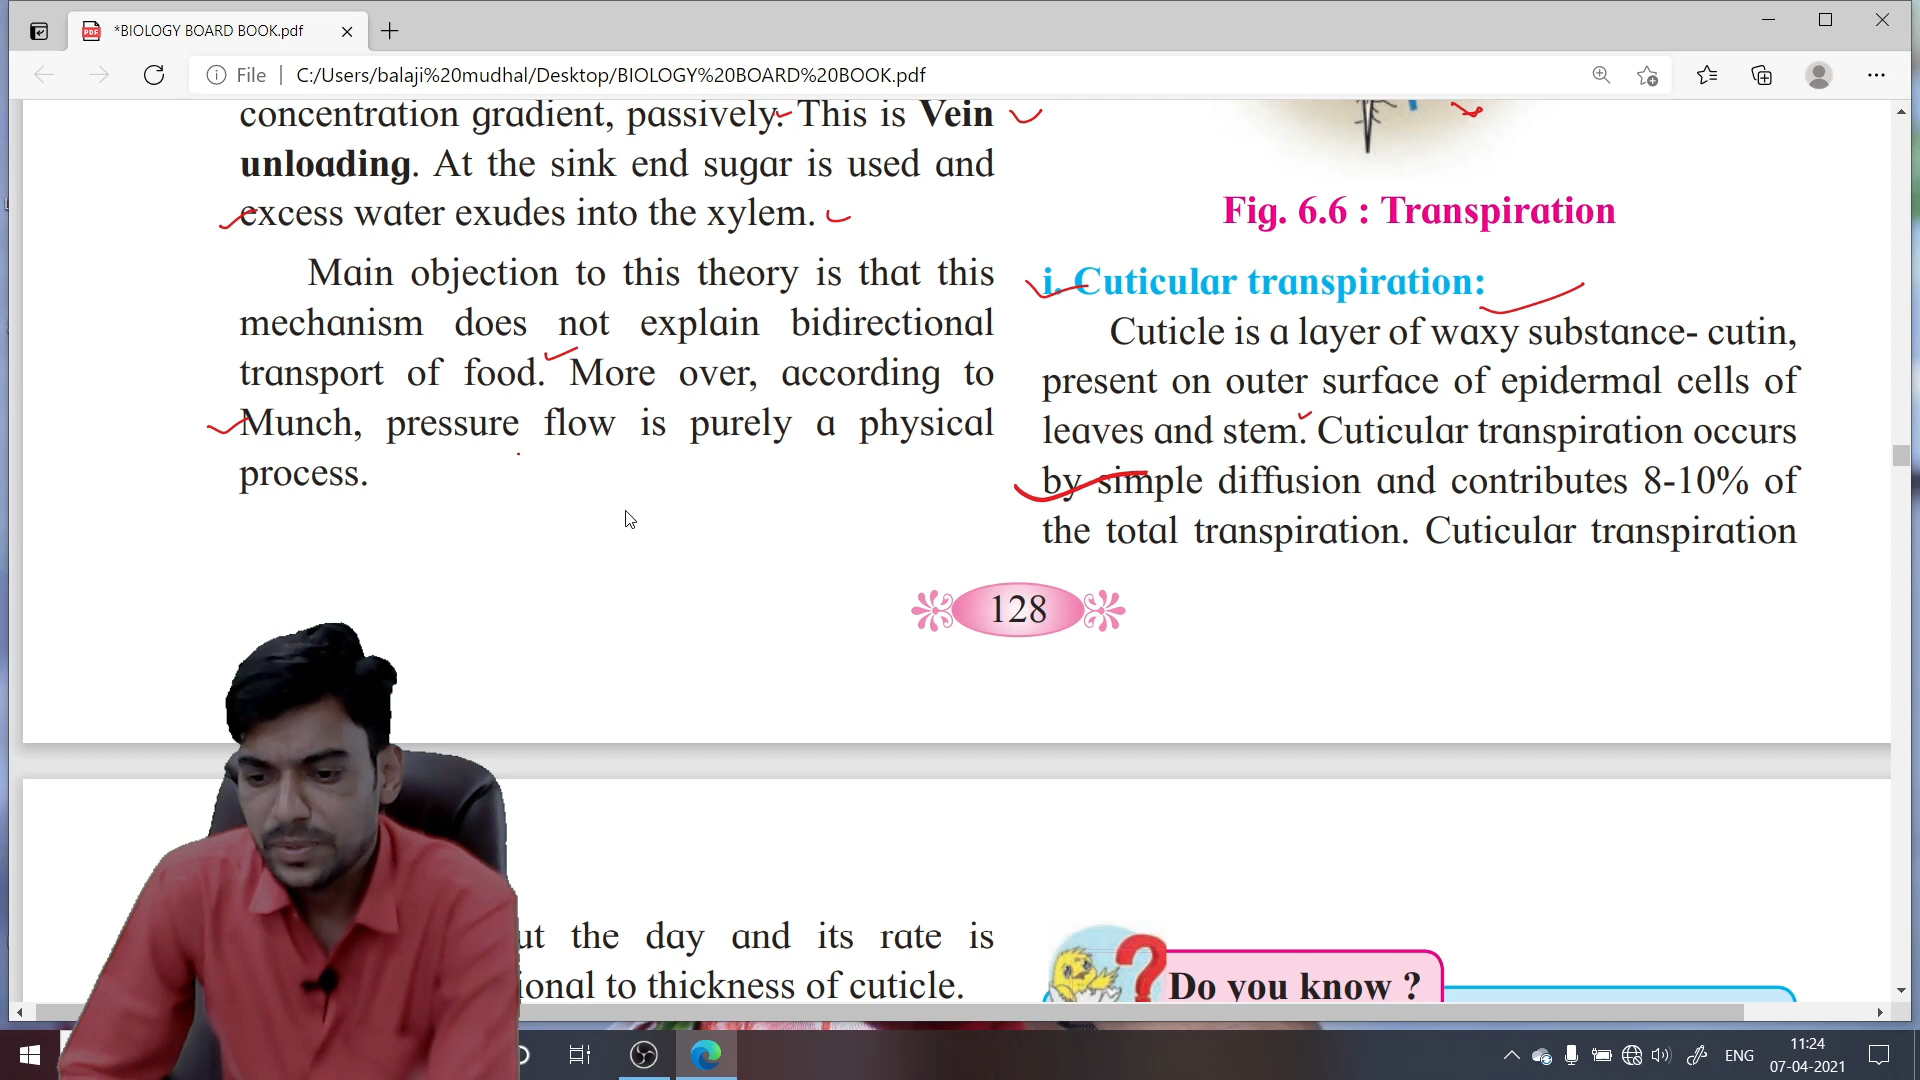 *BIOLOGY BOARD BOOK.pdf
File
C:/Users/balaji%20mudhal/Desktop/BIOLOGY%20BOARD%20BOOK.pdf
concentration gradient, passively. This is Vein
unloading. At the sink end sugar is used and
excess water exudes into the xylem.
Main objection to this theory is that this
mechanism does not explain bidirectional
transport of food. More over, according to
Munch, pressure flow is purely a physical
process.
Fig. 6.6 : Transpiration
i. Cuticular transpiration:
Cuticle is a layer of waxy substance- cutin,
present on outer surface of epidermal cells of
leaves and stem. Cuticular transpiration occurs
by simple diffusion and contributes 8-10% of
the total transpiration. Cuticular transpiration
128
ut the day and its rate is
ional to thickness of cuticle.
Do you know ?
ENG
11:24
07-04-2021